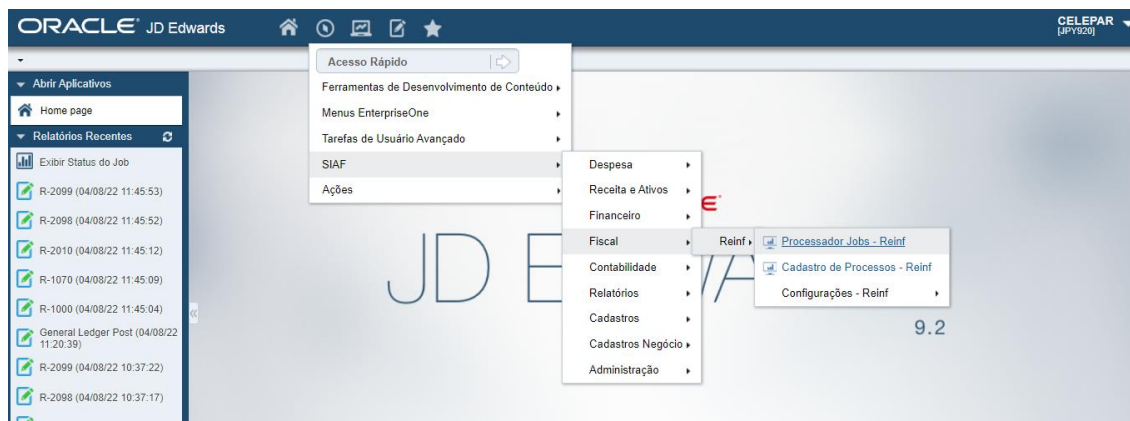 ORACLE JD Edwards
CELEPAR
[JPY920]
Abrir Aplicativos
Home page
Relatórios Recentes
Exibir Status do Job
R-2099 (04/08/22 11:45:53)
R-2098 (04/08/22 11:45:52)
R-2010 (04/08/22 11:45:12)
R-1070 (04/08/22 11:45:09)
R-1000 (04/08/22 11:45:04)
General Ledger Post (04/08/22
11:20:39)
R-2099 (04/08/22 10:37:22)
R-2098 (04/08/22 10:37:17)
Acesso Rápido
Ferramentas de Desenvolvimento de Conteúdo
Menus EnterpriseOne
Tarefas de Usuário Avançado
SIAF
Ações
Despesa
Receita e Ativos
Financeiro
Fiscal
Contabilidade
Relatórios
Cadastros
Cadastros Negócio
Administração
Reinf
Processador Jobs - Reinf
Cadastro de Processos - Reinf
Configurações - Reinf
JD E
9.2